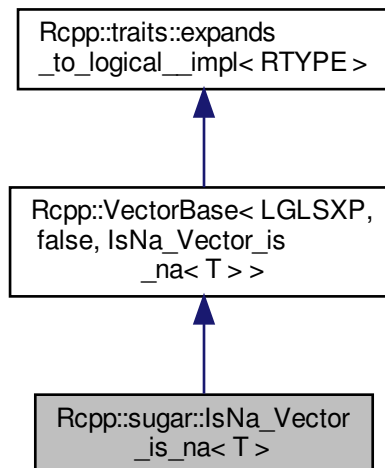 Rcpp::traits::expands
_to_logical__impl< RTYPE >
Rcpp::VectorBase< LGLSXP,
false, IsNa_Vector_is
_na< T > >
Rcpp::sugar::IsNa_Vector
_is_na< T >